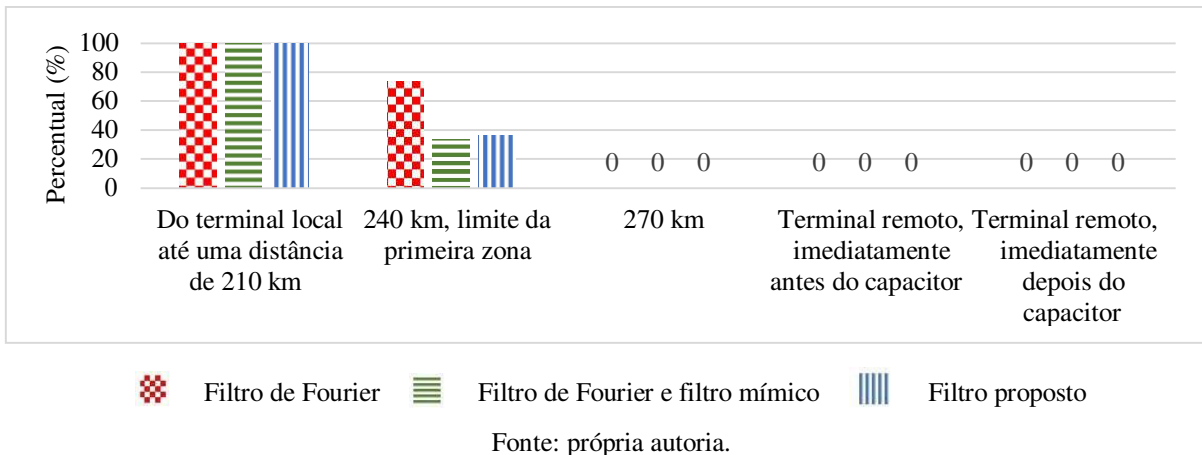 Percentual (%)
100
80
60
40
20
0
0 0 0
0 0 0
0 0 0
Do terminal local
até uma distância
de 210 km
240 km, limite da
primeira zona
270 km
Terminal remoto,
imediatamente
antes do capacitor
Terminal remoto,
imediatamente
depois do
capacitor
Filtro de Fourier
Filtro de Fourier e filtro mímico
Filtro proposto
Fonte: própria autoria.